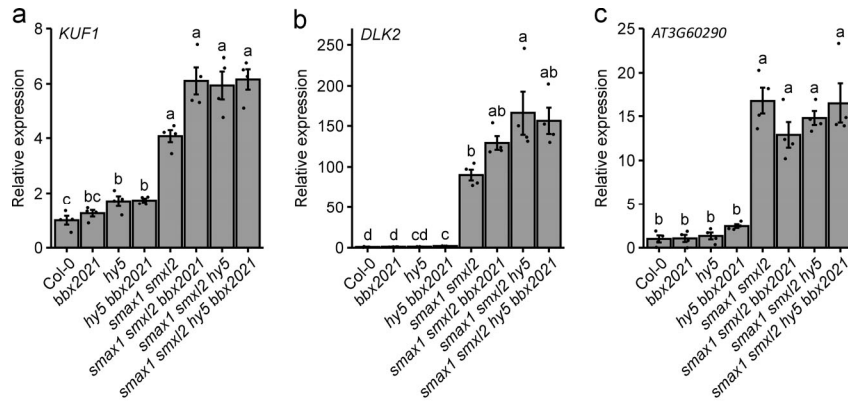 a
KUF1
Relative expression
8
6
4
2
0
c
bc
b
b
a
a
a
a
Col-0
bbx2021
hy5
hy5 bbx2021
smax1 smxl2
smax1 smxl2 bbx2021
smax1 smxl2 hy5
smax1 smxl2 hy5 bbx2021
b
DLK2
Relative expression
250
200
150
100
50
0
d
d
cd
c
b
ab
a
ab
Col-0
bbx2021
hy5
hy5 bbx2021
smax1 smxl2
smax1 smxl2 bbx2021
smax1 smxl2 hy5
smax1 smxl2 hy5 bbx2021
c
AT3G60290
Relative expression
25
20
15
10
5
0
b
b
b
b
a
a
a
a
Col-0
bbx2021
hy5
hy5 bbx2021
smax1 smxl2
smax1 smxl2 bbx2021
smax1 smxl2 hy5
smax1 smxl2 hy5 bbx2021